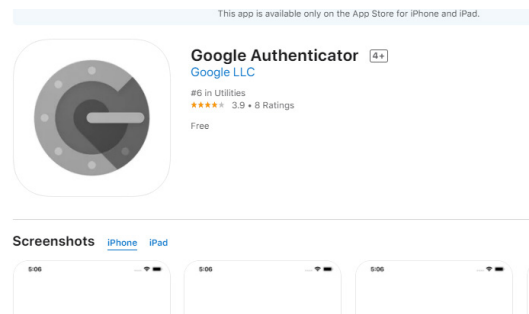 This app is available only on the App Store for iPhone and iPad.
Google Authenticator 4+
Google LLC
#6 in Utilities
★★★★★ 3.9 • 8 Ratings
Free
Screenshots iPhone iPad
5:06 5:06 5:06